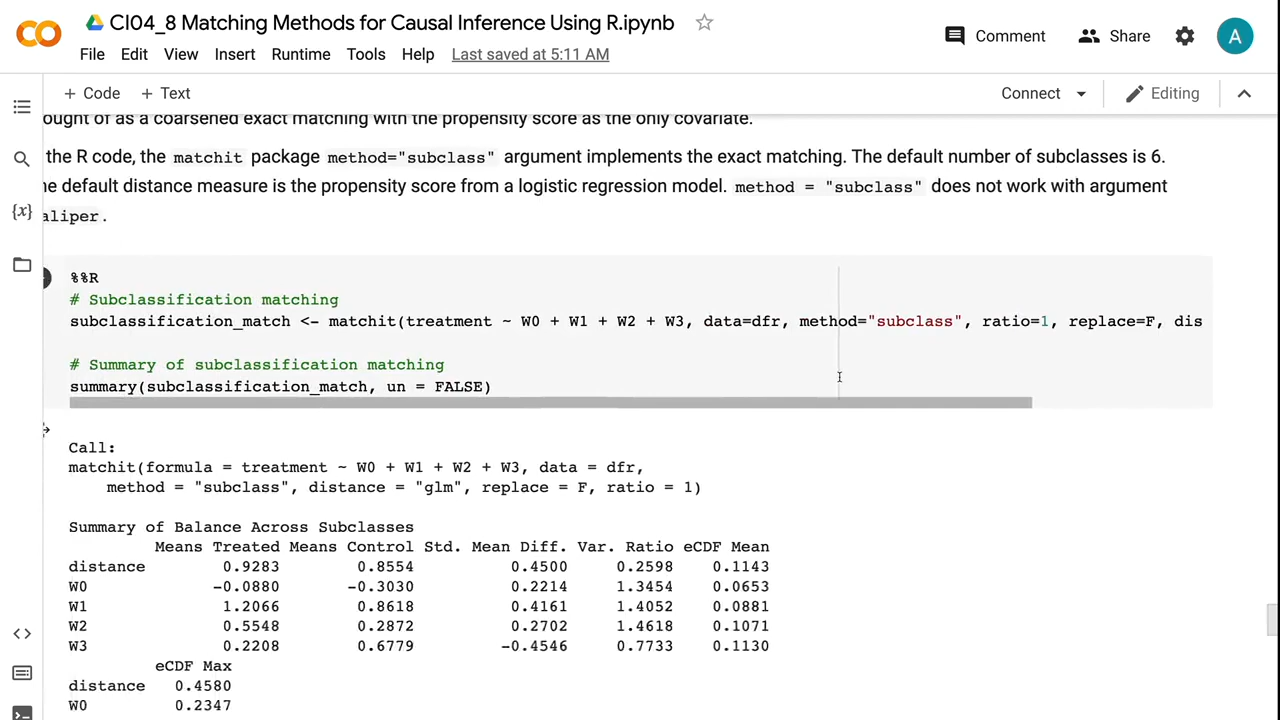 CI04_8 Matching Methods for Causal Inference Using R.ipynb
File Edit View Insert Runtime Tools Help Last saved at 5:11 AM
Comment Share A
+ Code + Text Connect Editing
ought of as a coarsened exact matching with the propensity score as the only covariate.
the R code, the matchit package method="subclass" argument implements the exact matching. The default number of subclasses is 6.
ne default distance measure is the propensity score from a logistic regression model. method = "subclass" does not work with argument
aliper.
{x}
%%R
# Subclassification matching
subclassification_match <- matchit(treatment ~ W0 + W1 + W2 + W3, data=dfr, method="subclass", ratio=1, replace=F, dis
# Summary of subclassification matching
summary(subclassification_match, un = FALSE)
Call:
matchit(formula = treatment ~ W0 + W1 + W2 + W3, data = dfr,
method = "subclass", distance = "glm", replace = F, ratio = 1)
Summary of Balance Across Subclasses
Means Treated Means Control Std. Mean Diff. Var. Ratio eCDF Mean
distance 0.9283 0.8554 0.4500 0.2598 0.1143
W0 -0.0880 -0.3030 0.2214 1.3454 0.0653
W1 1.2066 0.8618 0.4161 1.4052 0.0881
W2 0.5548 0.2872 0.2702 1.4618 0.1071
W3 0.2208 0.6779 -0.4546 0.7733 0.1130
eCDF Max
distance 0.4580
W0 0.2347